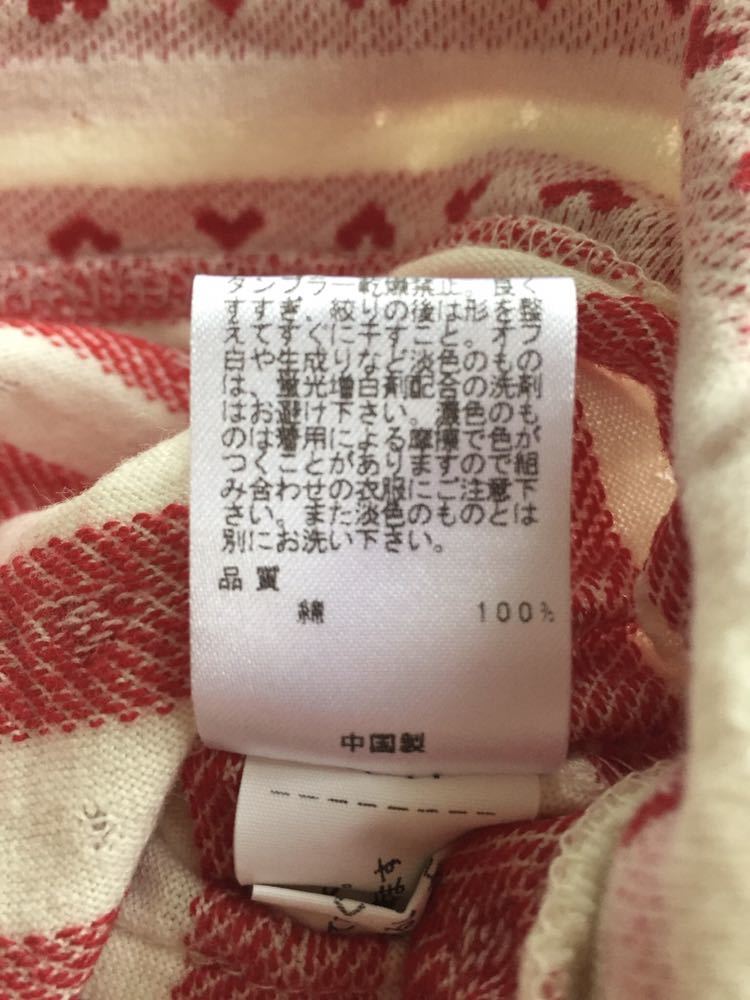 タンブラー乾燥禁止。良く
すすぎ、絞りの後は形を整
えてすぐに干すこと。オフ
白や生成りなど淡色のもの
は、蛍光増白剤配合の洗剤
はお避け下さい。濃色のも
のは着用による摩擦で色が
つくことがありますので組
み合わせの衣服にご注意下
さい。また淡色のものとは
別にお洗い下さい。
品質
綿 100%
中国製